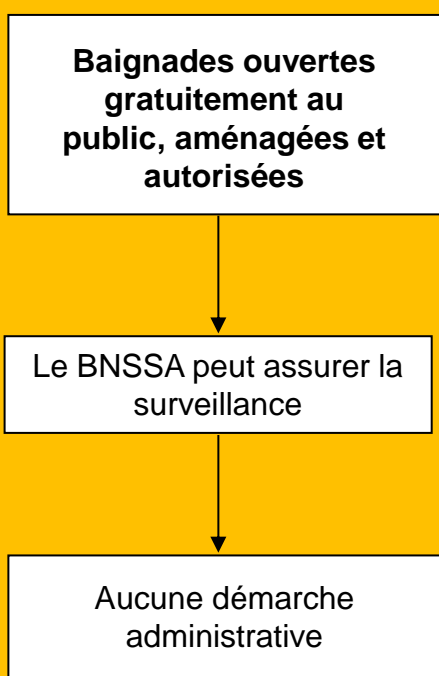 Baignades ouvertes
gratuitement au
public, aménagées et
autorisées
Le BNSSA peut assurer la
surveillance
Aucune démarche
administrative